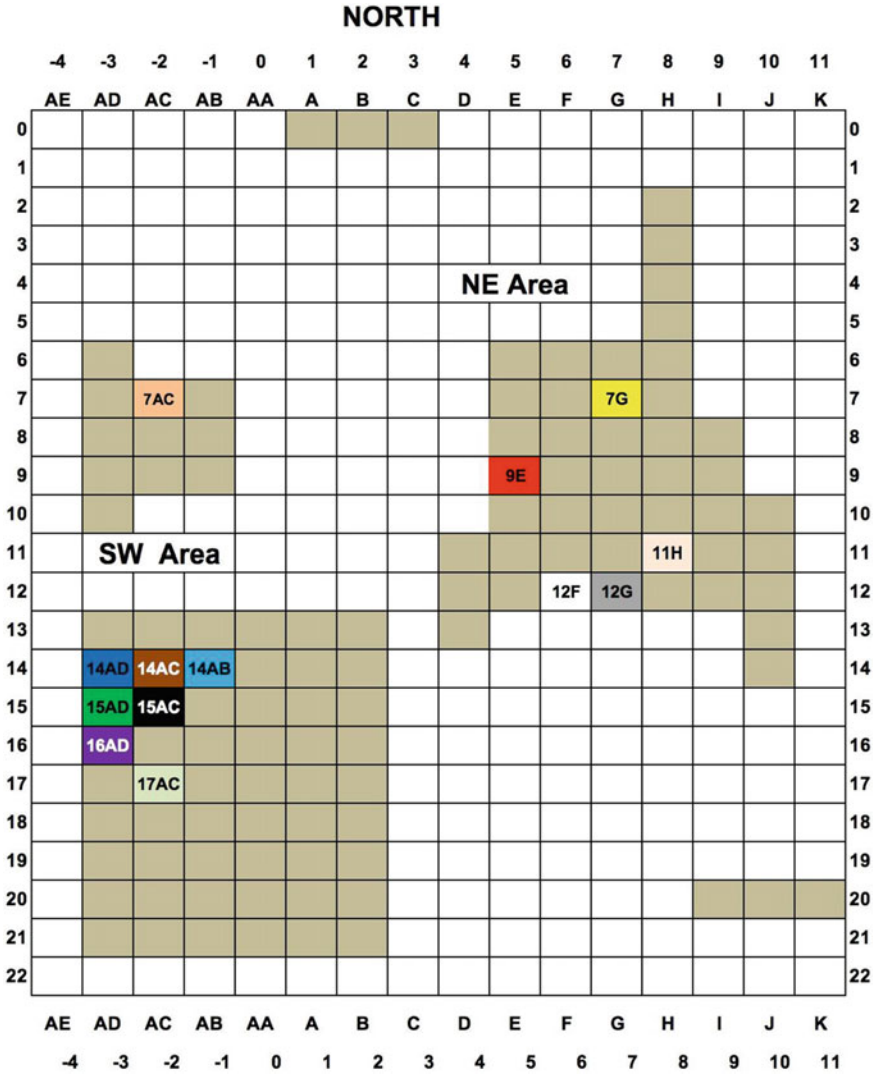 NORTH
-4 -3 -2 -1 0 1 2 3 4 5 6 7 8 9 10 11
AE AD AC AB AA A B C D E F G H I J K
0 0
1 1
2 2
3 3
4 NE Area 4
5 5
6 6
7 7AC 7G 7
8 8
9 9E 9
10 10
11 SW Area 11H 11
12 12F 12G 12
13 13
14 14AD 14AC 14AB 14
15 15AD 15AC 15
16 16AD 16
17 17AC 17
18 18
19 19
20 20
21 21
22 22
AE AD AC AB AA A B C D E F G H I J K
-4 -3 -2 -1 0 1 2 3 4 5 6 7 8 9 10 11